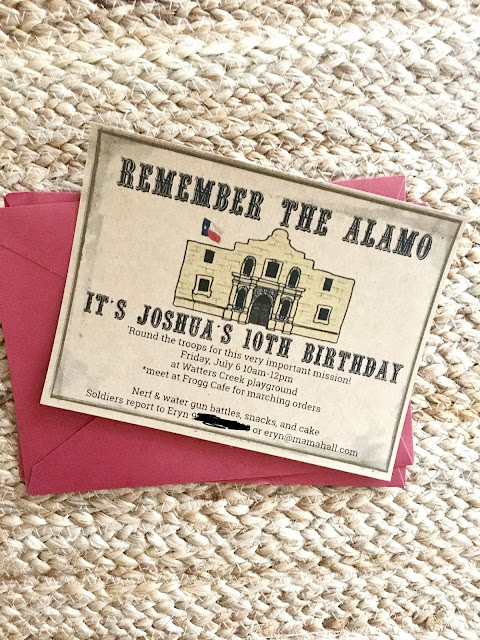 REMEMBER THE ALAMO
IT'S JOSHUA'S 10TH BIRTHDAY
'Round the troops for this very important mission!
Friday, July 6 10am-12pm
at Watters Creek playground
*meet at Frogg Cafe for marching orders
Nerf & water gun battles, snacks, and cake
Soldiers report to Eryn or eryn@mamahall.com